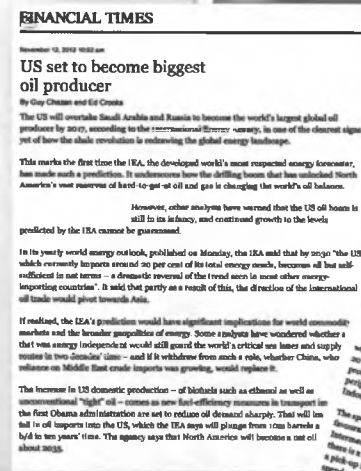 FINANCIAL TIMES
November 12, 2012 10:02 am
US set to become biggest
oil producer
By Guy Chazan and Ed Crooks
The US will overtake Saudi Arabia and Russia to become the world's largest global oil
producer by 2017, according to the International Energy Agency, in one of the clearest signs
yet of how the shale revolution is redrawing the global energy landscape.
This marks the first time the IEA, the developed world's most respected energy forecaster,
has made such a prediction. It underscores how the drilling boom that has unlocked North
America's vast reserves of hard-to-get-at oil and gas is changing the world's oil balance.
However, other analysts have warned that the US oil boom is
still in its infancy, and continued growth to the levels
predicted by the IEA cannot be guaranteed.
In its yearly world energy outlook, published on Monday, the IEA said that by 2030 "the US
which currently imports around 20 per cent of its total energy needs, becomes all but self-
sufficient in net terms – a dramatic reversal of the trend seen in most other energy-
importing countries". It said that partly as a result of this, the direction of the international
oil trade would pivot towards Asia.
If realised, the IEA's prediction would have significant implications for world commodity
markets and the broader geopolitics of energy. Some analysts have wondered whether a
that was energy independent would still guard the world's critical sea lanes and supply
routes in two decades' time – and if it withdrew from such a role, whether China, who
reliance on Middle East crude imports was growing, would replace it.
The increase in US domestic production – of biofuels such as ethanol as well as
unconventional "tight" oil – comes as new fuel-efficiency measures in transport im
the first Obama administration are set to reduce oil demand sharply. That will lea
fall in oil imports into the US, which the IEA says will plunge from 10m barrels a
b/d in ten years' time. The agency says that North America will become a net oil
about 2035.